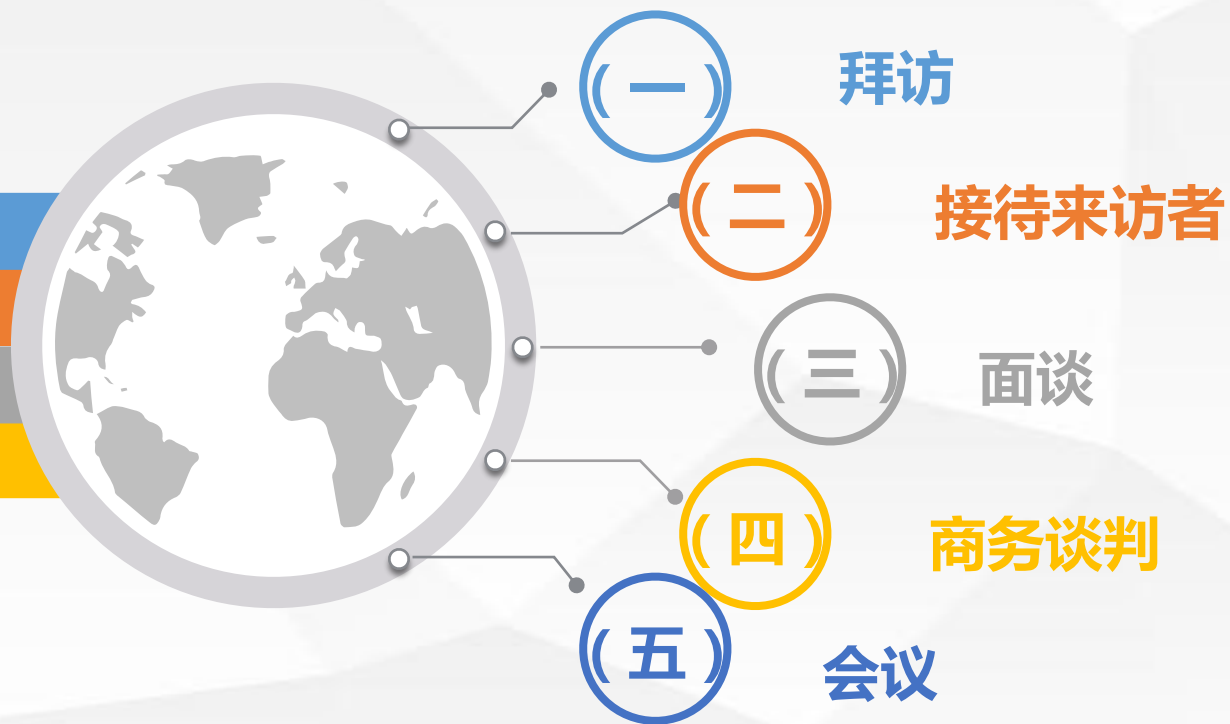 （一） 拜访
（二） 接待来访者
（三） 面谈
（四） 商务谈判
（五） 会议